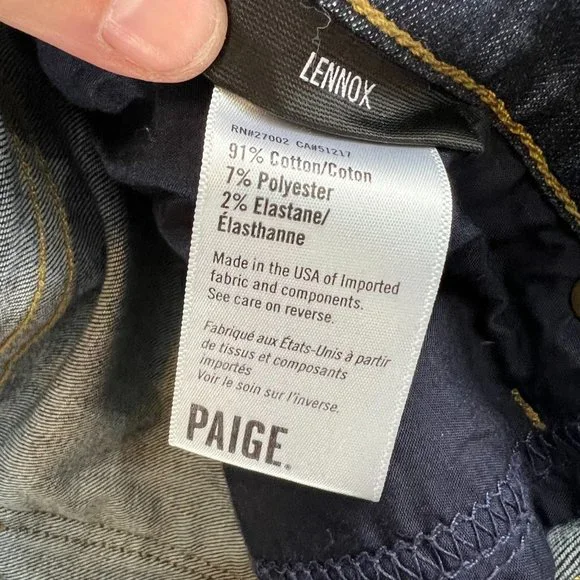 LENNOX
RN#27002 CA#51217
91% Cotton/Coton
7% Polyester
2% Elastane/
Élasthanne
Made in the USA of Imported
fabric and components.
See care on reverse.
Fabriqué aux États-Unis à partir
de tissus et composants
importés
Voir le soin sur l'inverse.
PAIGE.